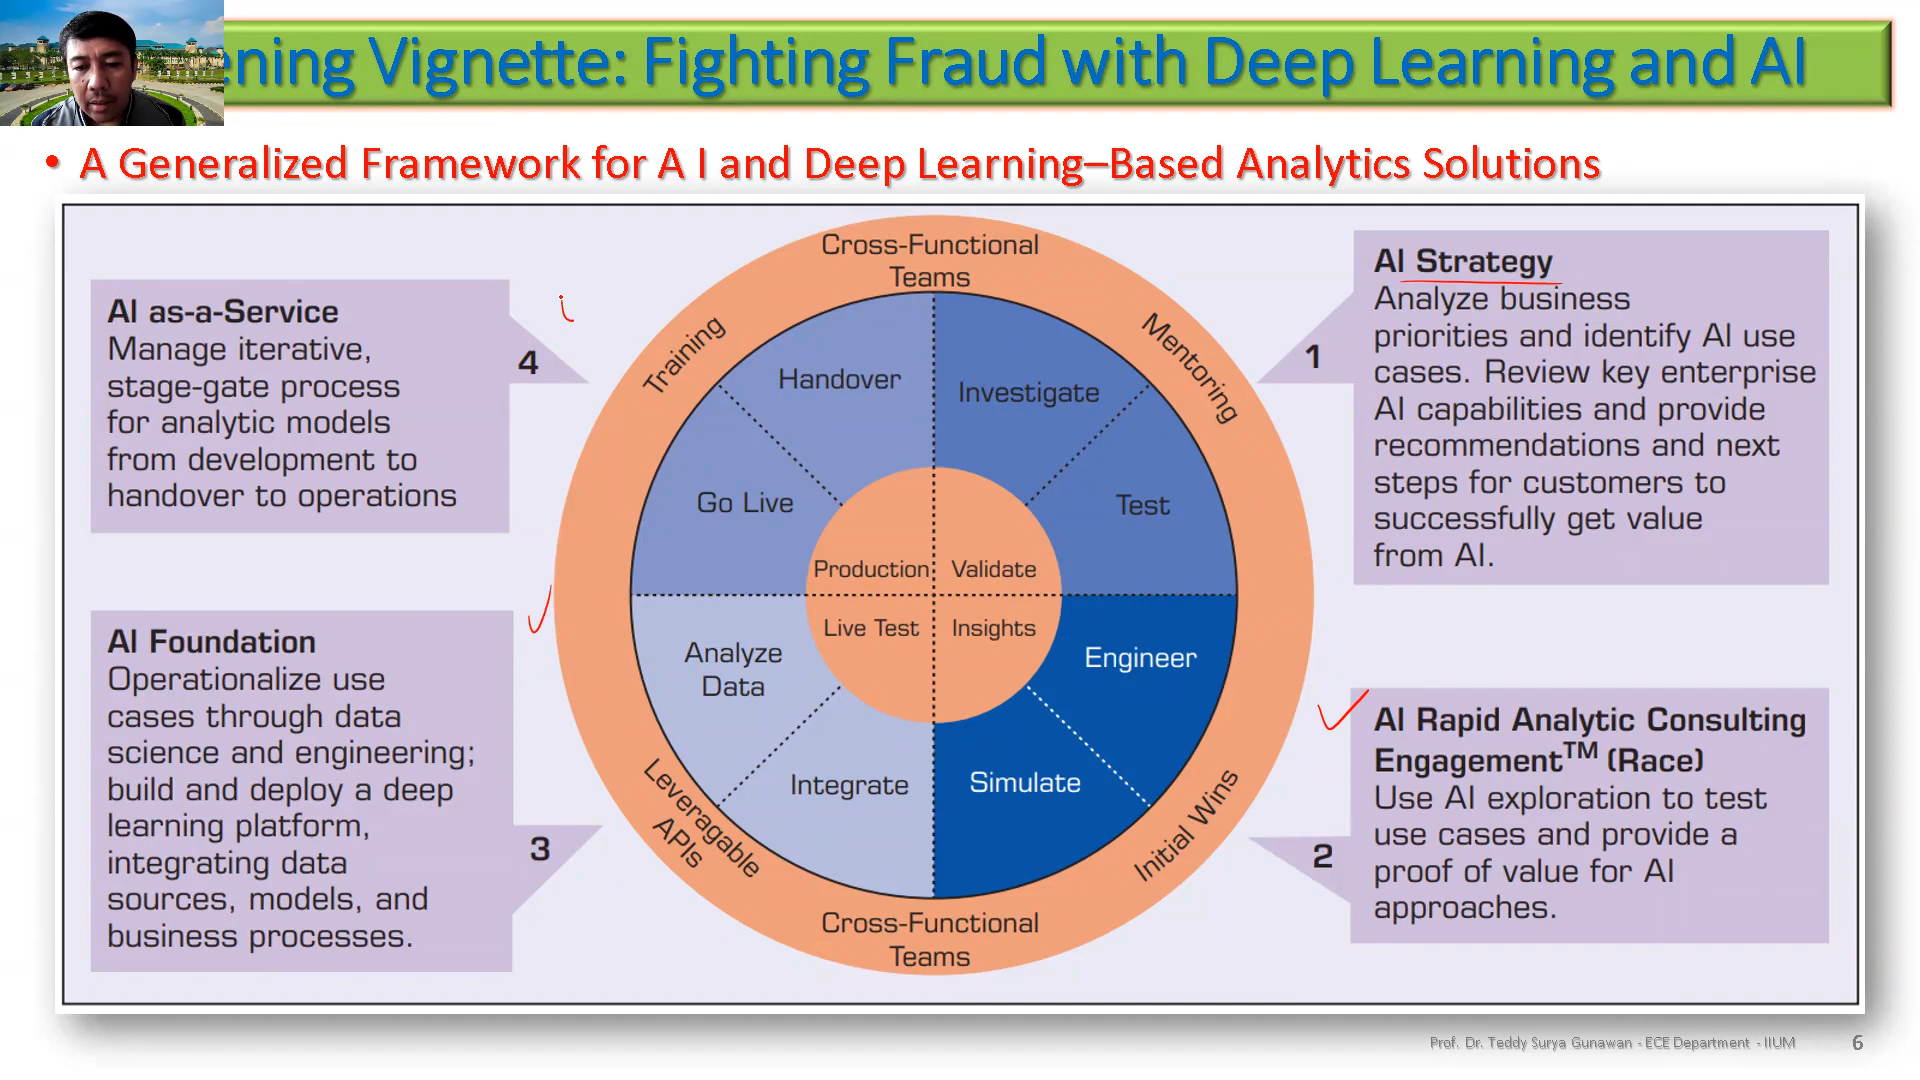 ening Vignette: Fighting Fraud with Deep Learning and AI
• A Generalized Framework for A I and Deep Learning–Based Analytics Solutions
AI as-a-Service
Manage iterative,
stage-gate process
for analytic models
from development to
handover to operations
4
AI Foundation
Operationalize use
cases through data
science and engineering;
build and deploy a deep
learning platform,
integrating data
sources, models, and
business processes.
3
Cross-Functional
Teams
Training
Mentoring
Handover
Investigate
Go Live
Test
Production
Validate
Live Test
Insights
Analyze
Data
Engineer
Integrate
Simulate
Leveragable
APIs
Initial Wins
Cross-Functional
Teams
1
AI Strategy
Analyze business
priorities and identify AI use
cases. Review key enterprise
AI capabilities and provide
recommendations and next
steps for customers to
successfully get value
from AI.
2
AI Rapid Analytic Consulting
Engagement™ (Race)
Use AI exploration to test
use cases and provide a
proof of value for AI
approaches.
Prof. Dr. Teddy Surya Gunawan - ECE Department - IIUM
6